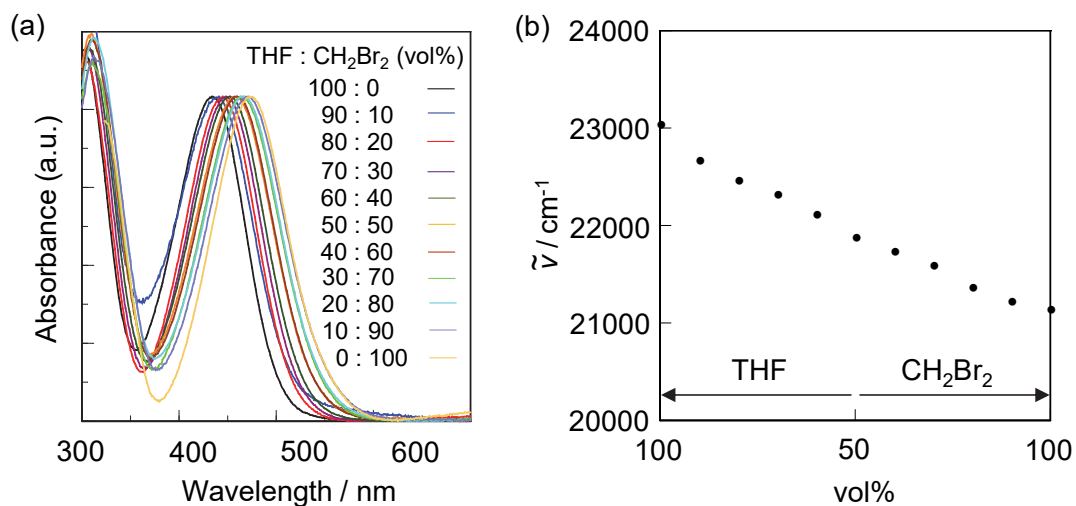 (a)
THF : CH₂Br₂ (vol%)
100 : 0
90 : 10
80 : 20
70 : 30
60 : 40
50 : 50
40 : 60
30 : 70
20 : 80
10 : 90
0 : 100
Absorbance (a.u.)
300 400 500 600
Wavelength / nm
(b)
24000
23000
22000
21000
20000
ṽ / cm⁻¹
THF CH₂Br₂
100 50 100
vol%